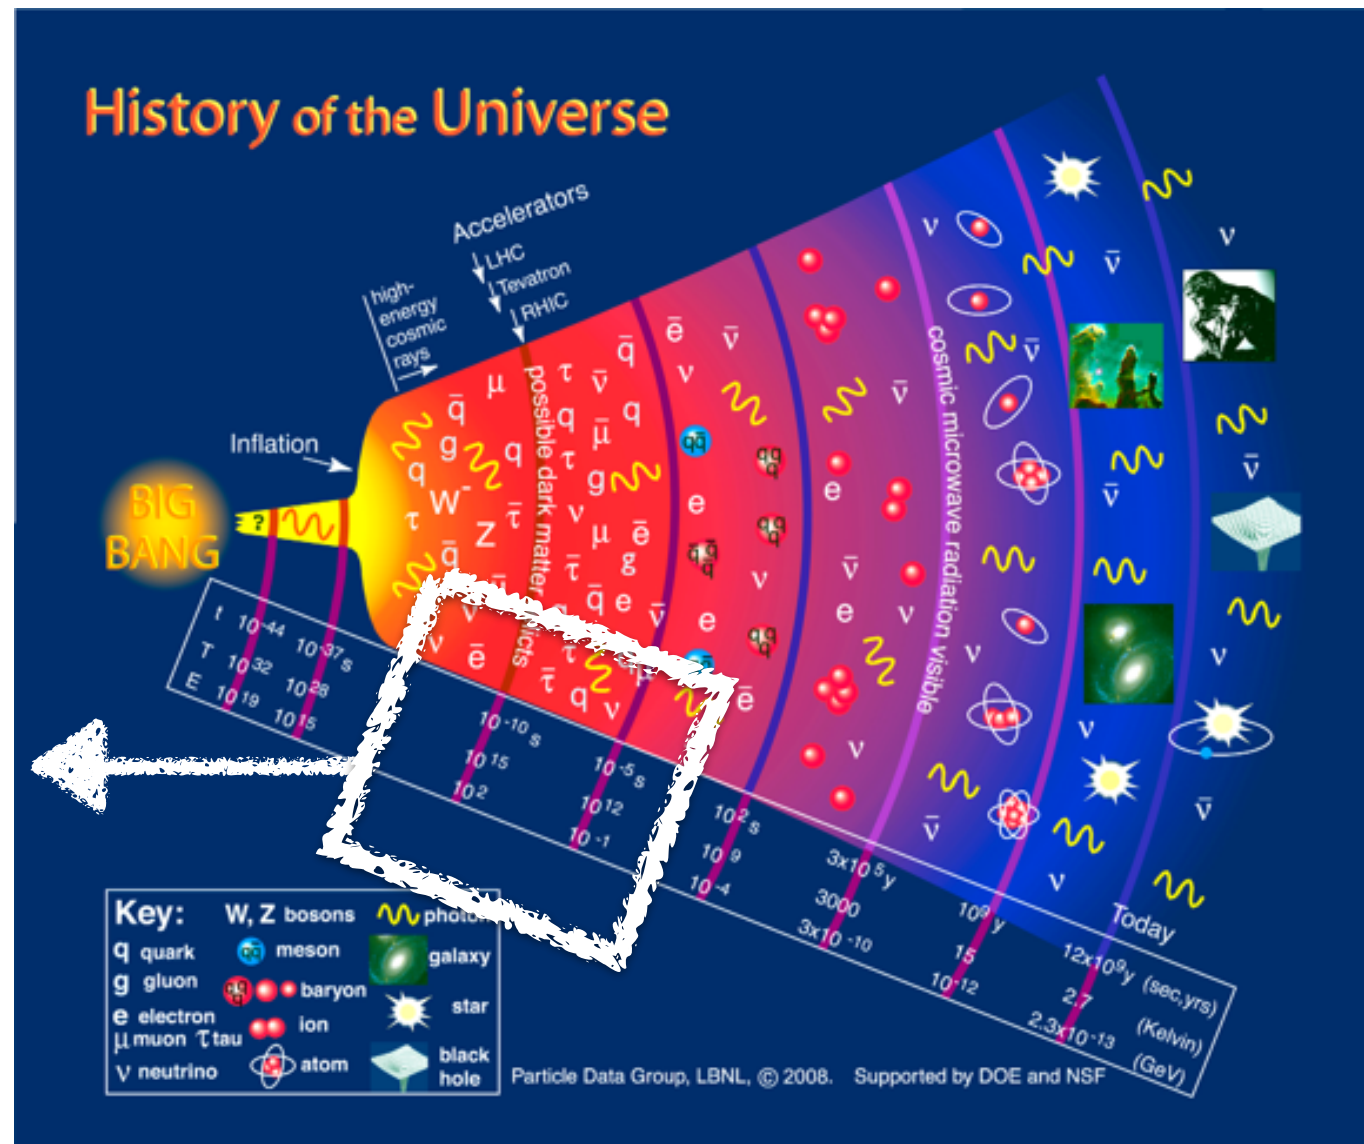 History of the Universe
Accelerators
LHC
Tevatron
RHIC
high-
energy
cosmic
rays
Inflation
BIG
BANG
?
possible dark matter
cosmic microwave radiation visible
t 10⁻⁴⁴ 10⁻³⁷ s
T 10³² 10²⁸
E 10¹⁹ 10¹⁵
10⁻¹⁰ s
10¹⁵
10²
10⁻⁵ s
10¹²
10⁻¹
10² s
10⁹
10⁻⁴
3x10⁵ y
3000
3x10⁻¹⁰
10⁹ y
15
10⁻¹²
Today
12x10⁹ y (sec,yrs)
2.7 (Kelvin)
2.3x10⁻¹³ (GeV)
μ τ ν̄ q̄ ē ν̄
q̄ g q W⁻ Z τ̄
q μ̄ g ν μ ē
e ν ν̄
qq̄
Key:
W, Z bosons
photon
q quark
qq̄ meson
galaxy
g gluon
baryon
e electron
star
μ muon τ tau
ion
ν neutrino
atom
black
hole
Particle Data Group, LBNL, © 2008. Supported by DOE and NSF